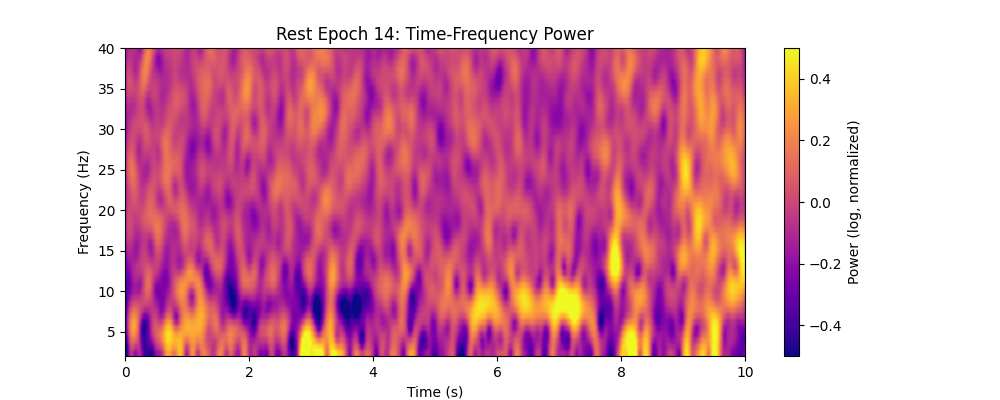 Rest Epoch 14: Time-Frequency Power
40
35
30
25
20
15
10
5
Frequency (Hz)
0 2 4 6 8 10
Time (s)
0.4
0.2
0.0
−0.2
−0.4
Power (log, normalized)